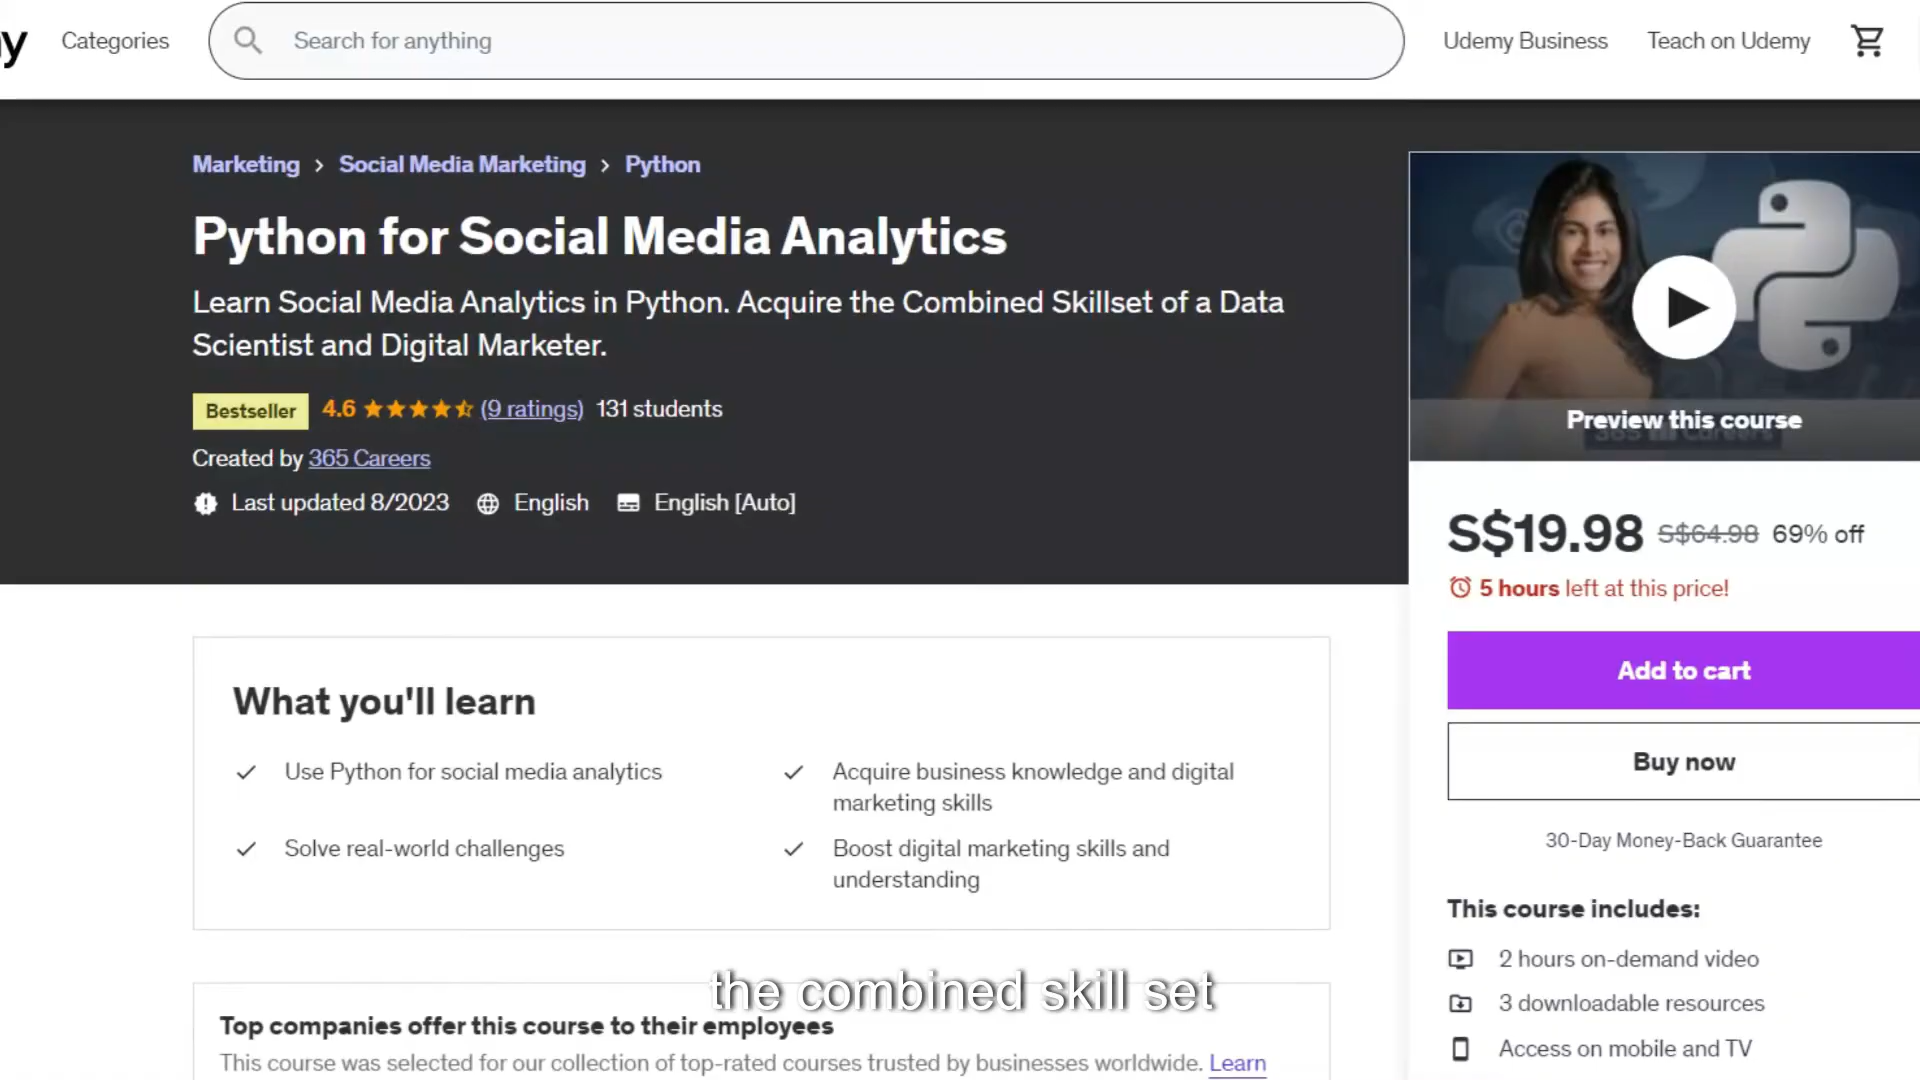 y
Categories
Search for anything
Udemy Business
Teach on Udemy
Marketing > Social Media Marketing > Python
Python for Social Media Analytics
Learn Social Media Analytics in Python. Acquire the Combined Skillset of a Data
Scientist and Digital Marketer.
Bestseller 4.6 (9 ratings) 131 students
Created by 365 Careers
Last updated 8/2023 English English [Auto]
Preview this course
365 Careers
S$19.98 S$64.98 69% off
5 hours left at this price!
Add to cart
Buy now
30-Day Money-Back Guarantee
This course includes:
2 hours on-demand video
3 downloadable resources
Access on mobile and TV
What you'll learn
Use Python for social media analytics
Acquire business knowledge and digital
marketing skills
Solve real-world challenges
Boost digital marketing skills and
understanding
the combined skill set
Top companies offer this course to their employees
This course was selected for our collection of top-rated courses trusted by businesses worldwide. Learn